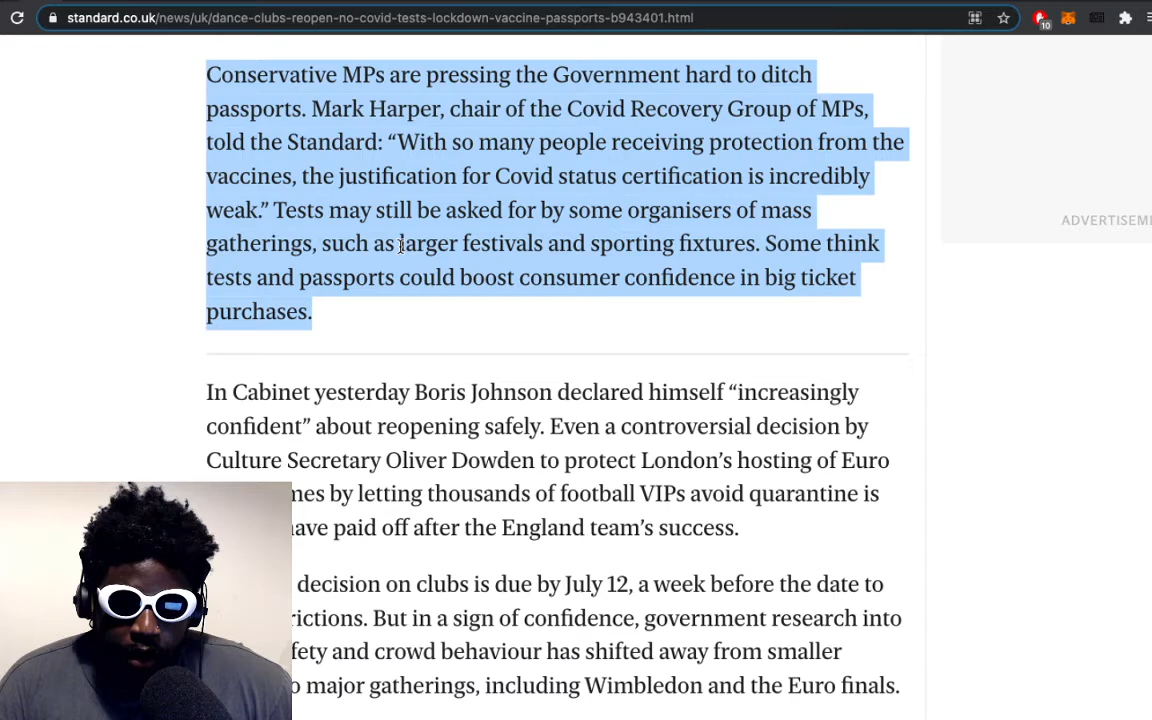 standard.co.uk/news/uk/dance-clubs-reopen-no-covid-tests-lockdown-vaccine-passports-b943401.html
10
Conservative MPs are pressing the Government hard to ditch
passports. Mark Harper, chair of the Covid Recovery Group of MPs,
told the Standard: “With so many people receiving protection from the
vaccines, the justification for Covid status certification is incredibly
weak.” Tests may still be asked for by some organisers of mass
gatherings, such as larger festivals and sporting fixtures. Some think
tests and passports could boost consumer confidence in big ticket
purchases.
ADVERTISEM
In Cabinet yesterday Boris Johnson declared himself “increasingly
confident” about reopening safely. Even a controversial decision by
Culture Secretary Oliver Dowden to protect London’s hosting of Euro
mes by letting thousands of football VIPs avoid quarantine is
ave paid off after the England team’s success.
decision on clubs is due by July 12, a week before the date to
rictions. But in a sign of confidence, government research into
fety and crowd behaviour has shifted away from smaller
o major gatherings, including Wimbledon and the Euro finals.